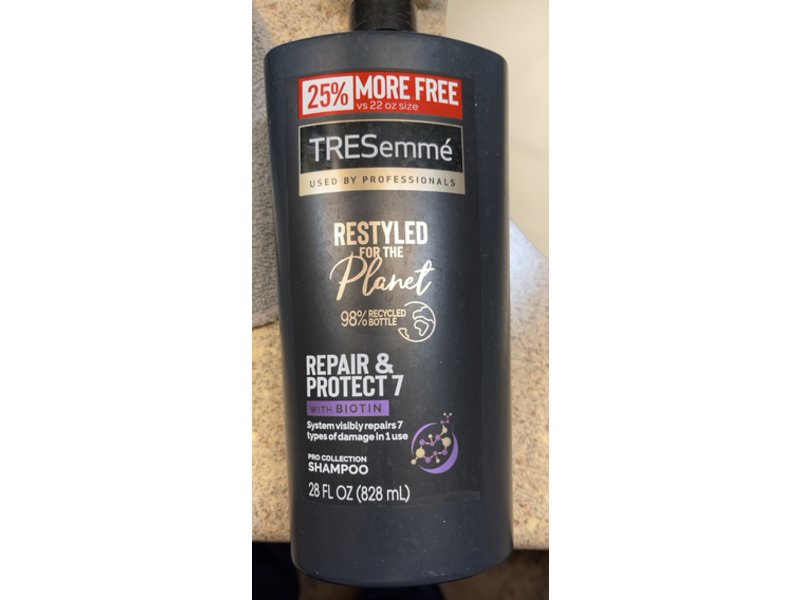 25% MORE FREE
vs 22 oz size
TRESemmé
USED BY PROFESSIONALS
RESTYLED
FOR THE
Planet
98% RECYCLED
BOTTLE
REPAIR &
PROTECT 7
WITH BIOTIN
System visibly repairs 7
types of damage in 1 use
PRO COLLECTION
SHAMPOO
28 FL OZ (828 mL)